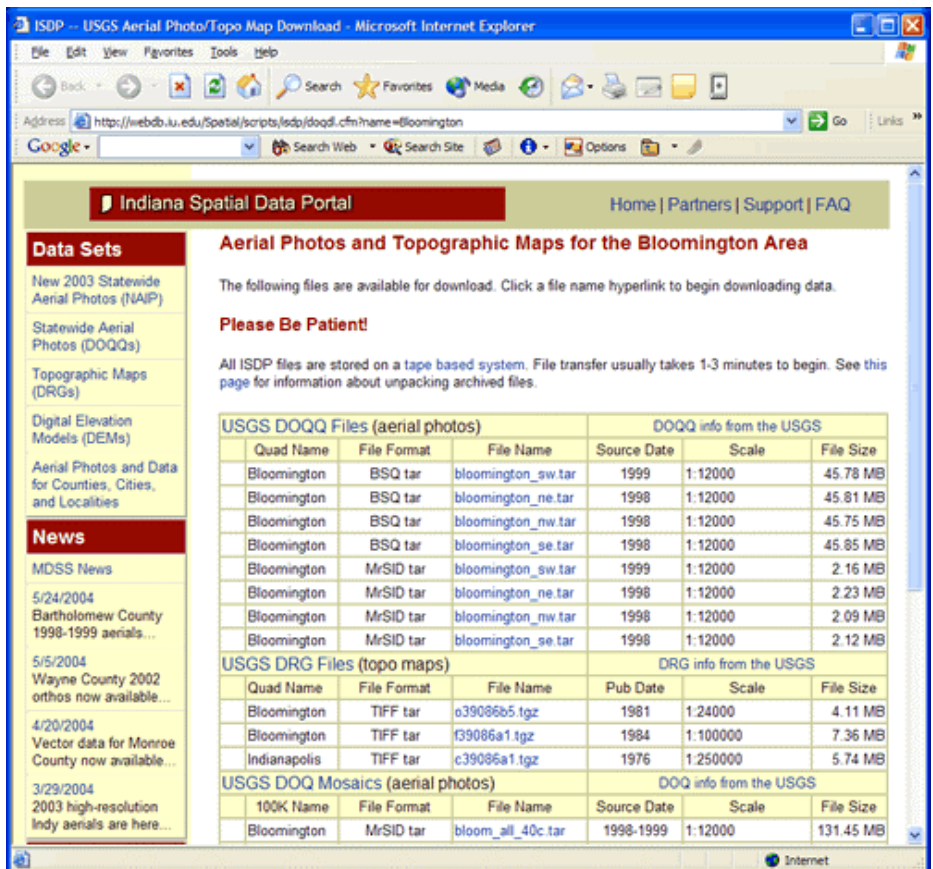 ISDP -- USGS Aerial Photo/Topo Map Download - Microsoft Internet Explorer
File Edit View Favorites Tools Help
Back Search Favorites Media
Address http://webdb.iu.edu/Spatial/scripts/isdp/doqdl.cfm?name=Bloomington Go Links »
Google Search Web Search Site Options
Indiana Spatial Data Portal
Home | Partners | Support | FAQ
Data Sets
New 2003 Statewide
Aerial Photos (NAIP)
Statewide Aerial
Photos (DOQQs)
Topographic Maps
(DRGs)
Digital Elevation
Models (DEMs)
Aerial Photos and Data
for Counties, Cities,
and Localities
News
MDSS News
5/24/2004
Bartholomew County
1998-1999 aerials...
5/5/2004
Wayne County 2002
orthos now available...
4/20/2004
Vector data for Monroe
County now available...
3/29/2004
2003 high-resolution
Indy aerials are here...
Aerial Photos and Topographic Maps for the Bloomington Area
The following files are available for download. Click a file name hyperlink to begin downloading data.
Please Be Patient!
All ISDP files are stored on a tape based system. File transfer usually takes 1-3 minutes to begin. See this
page for information about unpacking archived files.
USGS DOQQ Files (aerial photos) DOQQ info from the USGS
Quad Name File Format File Name Source Date Scale File Size
Bloomington BSQ tar bloomington_sw.tar 1999 1:12000 45.78 MB
Bloomington BSQ tar bloomington_ne.tar 1998 1:12000 45.81 MB
Bloomington BSQ tar bloomington_nw.tar 1998 1:12000 45.75 MB
Bloomington BSQ tar bloomington_se.tar 1998 1:12000 45.85 MB
Bloomington MrSID tar bloomington_sw.tar 1999 1:12000 2.16 MB
Bloomington MrSID tar bloomington_ne.tar 1998 1:12000 2.23 MB
Bloomington MrSID tar bloomington_nw.tar 1998 1:12000 2.09 MB
Bloomington MrSID tar bloomington_se.tar 1998 1:12000 2.12 MB
USGS DRG Files (topo maps) DRG info from the USGS
Quad Name File Format File Name Pub Date Scale File Size
Bloomington TIFF tar o39086b5.tgz 1981 1:24000 4.11 MB
Bloomington TIFF tar f39086a1.tgz 1984 1:100000 7.36 MB
Indianapolis TIFF tar c39086a1.tgz 1976 1:250000 5.74 MB
USGS DOQ Mosaics (aerial photos) DOQ info from the USGS
100K Name File Format File Name Source Date Scale File Size
Bloomington MrSID tar bloom_all_40c.tar 1998-1999 1:12000 131.45 MB
Internet